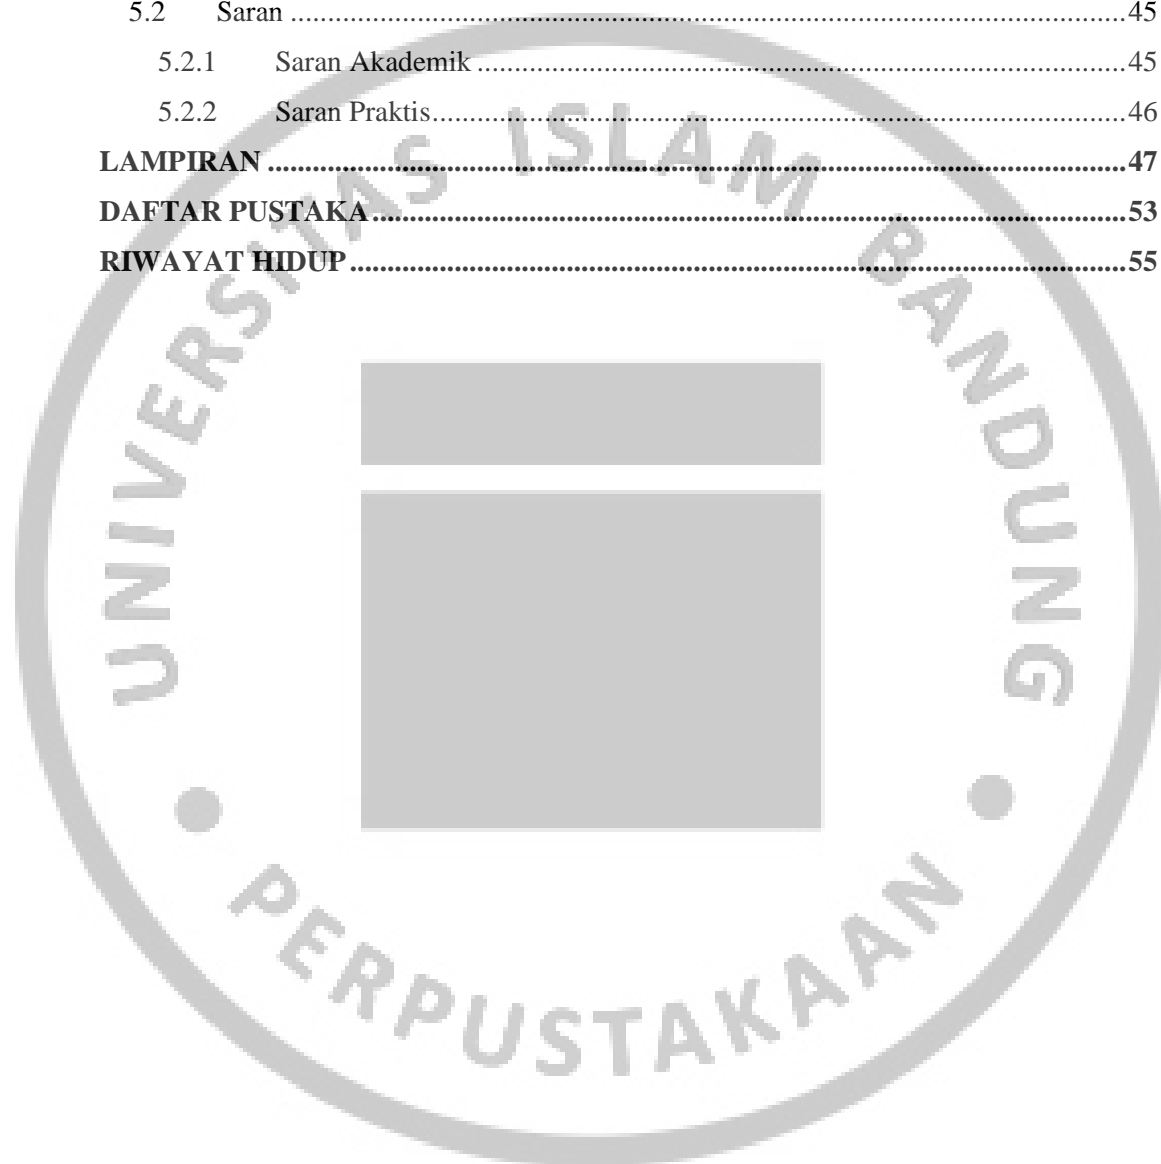 5.2 Saran ........................................................................ 45
5.2.1 Saran Akademik ........................................................................ 45
5.2.2 Saran Praktis ........................................................................ 46
LAMPIRAN ........................................................................ 47
DAFTAR PUSTAKA ........................................................................ 53
RIWAYAT HIDUP ........................................................................ 55
UNIVERSITAS ISLAM BANDUNG
• PERPUSTAKAAN •